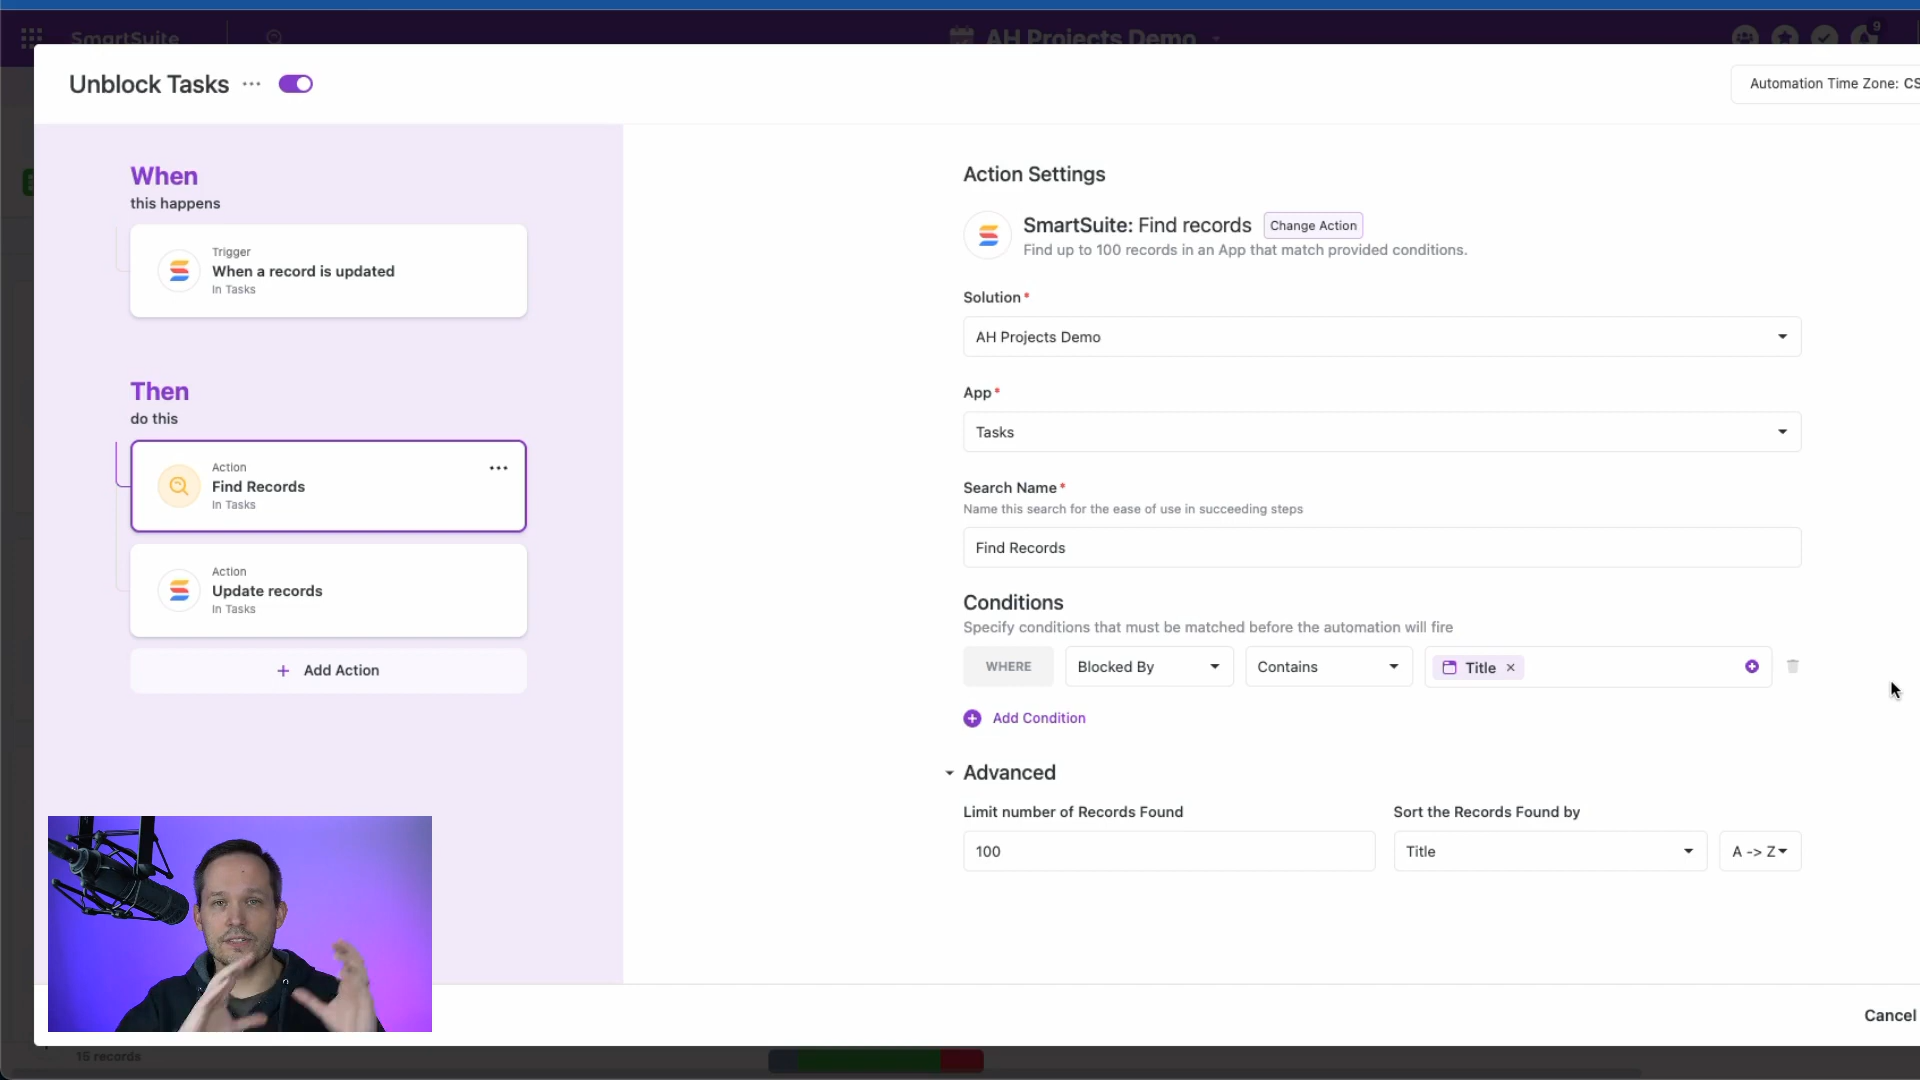 SmartSuite
AH Projects Demo
9
Unblock Tasks
Automation Time Zone: CS
When
this happens
Trigger
When a record is updated
In Tasks
Then
do this
Action
Find Records
In Tasks
Action
Update records
In Tasks
+ Add Action
Action Settings
SmartSuite: Find records
Change Action
Find up to 100 records in an App that match provided conditions.
Solution*
AH Projects Demo
App*
Tasks
Search Name*
Name this search for the ease of use in succeeding steps
Find Records
Conditions
Specify conditions that must be matched before the automation will fire
WHERE
Blocked By
Contains
Title ×
Add Condition
Advanced
Limit number of Records Found
100
Sort the Records Found by
Title
A -> Z
Cancel
15 records